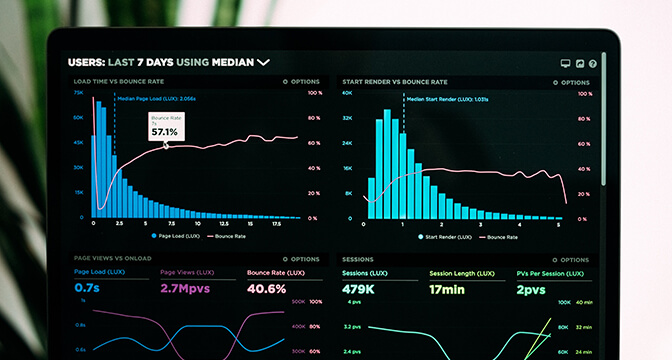 USERS: LAST 7 DAYS USING MEDIAN
LOAD TIME VS BOUNCE RATE
OPTIONS
75K
60K
45K
30K
15K
0
100 %
80 %
60 %
40 %
20 %
0 %
Median Page Load (LUX): 2.056s
Bounce Rate
7s
57.1%
0
2.5
5
7.5
10
12.5
15
17.5
Page Load (LUX)
Bounce Rate
START RENDER VS BOUNCE RATE
OPTIONS
40K
32K
24K
16K
8K
0
100 %
80 %
60 %
40 %
20 %
0 %
Median Start Render (LUX): 1.031s
0
1
2
3
4
5
Start Render (LUX)
Bounce Rate
PAGE VIEWS VS ONLOAD
OPTIONS
Page Load (LUX)
Page Views (LUX)
Bounce Rate (LUX)
0.7s
2.7Mpvs
40.6%
1s
0.8s
0.6s
500K 100%
400K 80%
300K 60%
SESSIONS
OPTIONS
Sessions (LUX)
Session Length (LUX)
PVs Per Session (LUX)
479K
17min
2pvs
4 pvs
3.2 pvs
2.4 pvs
100K 40 min
80K 32 min
60K 24 min